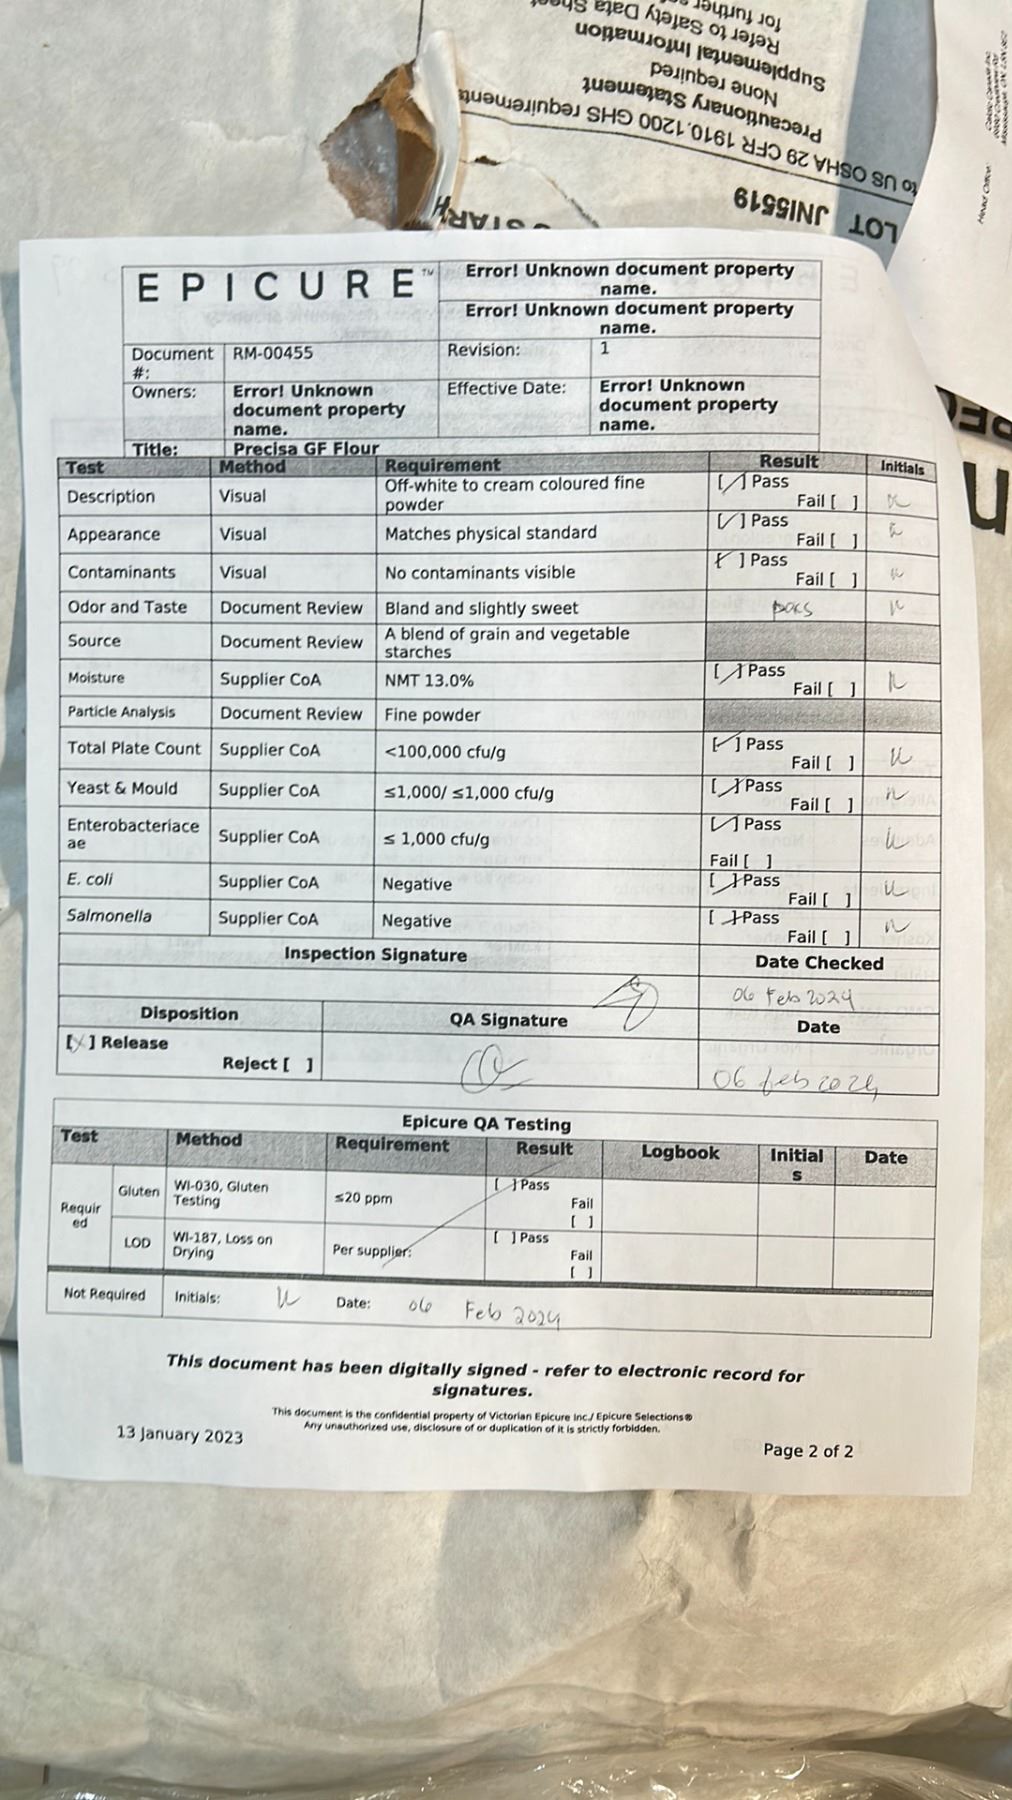 for further
Refer to Safety Data Sheet
Supplemental Information
None required
Precautionary Statement
to US OSHA 29 CFR 1910.1200 GHS requirements
LOT JNI5519
STARCH
Head Office:
EPICURE™
Error! Unknown document property name.
Error! Unknown document property name.
Document #: RM-00455 Revision: 1
Owners: Error! Unknown document property name. Effective Date: Error! Unknown document property name.
Title: Precisa GF Flour
Test Method Requirement Result Initials
Description Visual Off-white to cream coloured fine powder [ ] Pass Fail [ ]
Appearance Visual Matches physical standard [ ] Pass Fail [ ]
Contaminants Visual No contaminants visible [ ] Pass Fail [ ]
Odor and Taste Document Review Bland and slightly sweet pass
Source Document Review A blend of grain and vegetable starches
Moisture Supplier CoA NMT 13.0% [ ] Pass Fail [ ]
Particle Analysis Document Review Fine powder
Total Plate Count Supplier CoA <100,000 cfu/g [ ] Pass Fail [ ]
Yeast & Mould Supplier CoA ≤1,000/ ≤1,000 cfu/g [ ] Pass Fail [ ]
Enterobacteriaceae Supplier CoA ≤ 1,000 cfu/g [ ] Pass Fail [ ]
E. coli Supplier CoA Negative [ ] Pass Fail [ ]
Salmonella Supplier CoA Negative [ ] Pass Fail [ ]
Inspection Signature Date Checked
06 Feb 2024
Disposition QA Signature Date
[X] Release
Reject [ ]
06 feb 2024
Epicure QA Testing
Test Method Requirement Result Logbook Initials Date
Required Gluten WI-030, Gluten Testing ≤20 ppm [ ] Pass Fail [ ]
LOD WI-187, Loss on Drying Per supplier: [ ] Pass Fail [ ]
Not Required Initials: Date: 06 Feb 2024
This document has been digitally signed - refer to electronic record for
signatures.
This document is the confidential property of Victorian Epicure Inc./ Epicure Selections®
Any unauthorized use, disclosure of or duplication of it is strictly forbidden.
13 January 2023
Page 2 of 2